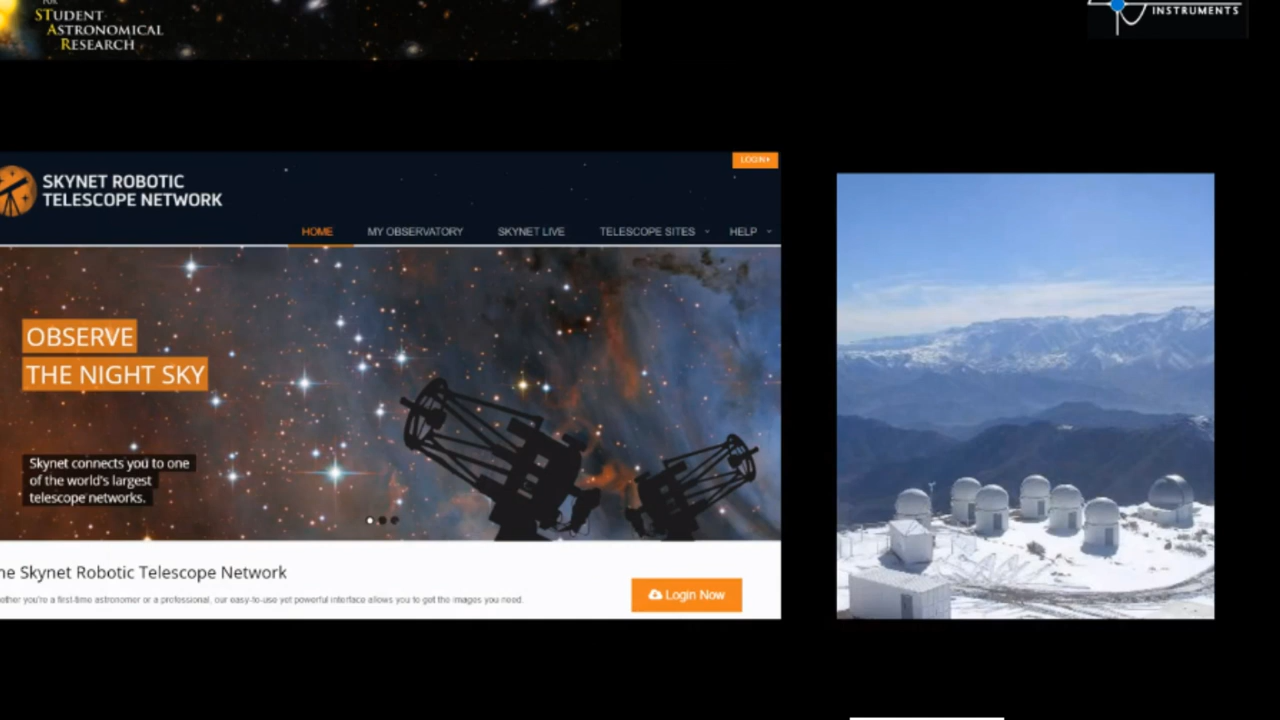 FOR
STUDENT
ASTRONOMICAL
RESEARCH
INSTRUMENTS
LOGIN
SKYNET ROBOTIC
TELESCOPE NETWORK
HOME MY OBSERVATORY SKYNET LIVE TELESCOPE SITES HELP
OBSERVE
THE NIGHT SKY
Skynet connects you to one
of the world's largest
telescope networks.
he Skynet Robotic Telescope Network
ether you're a first-time astronomer or a professional, our easy-to-use yet powerful interface allows you to get the images you need.
Login Now